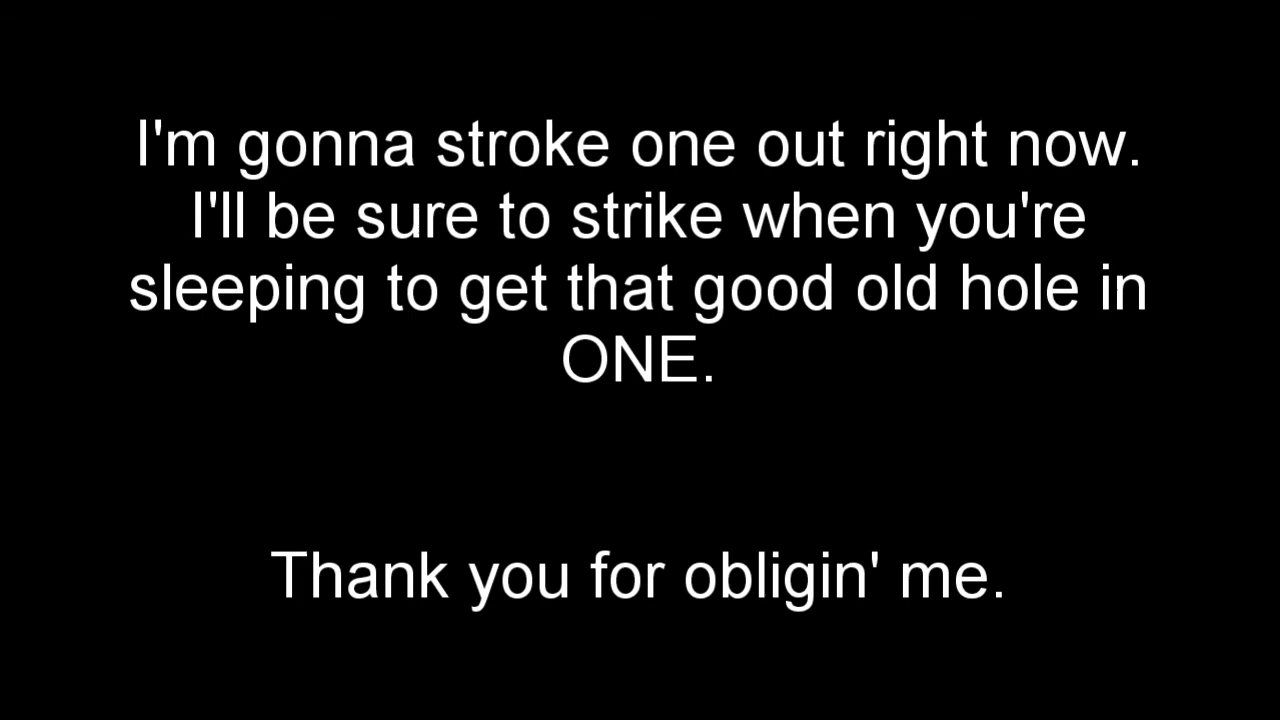 I'm gonna stroke one out right now.
I'll be sure to strike when you're
sleeping to get that good old hole in
ONE.
Thank you for obligin' me.